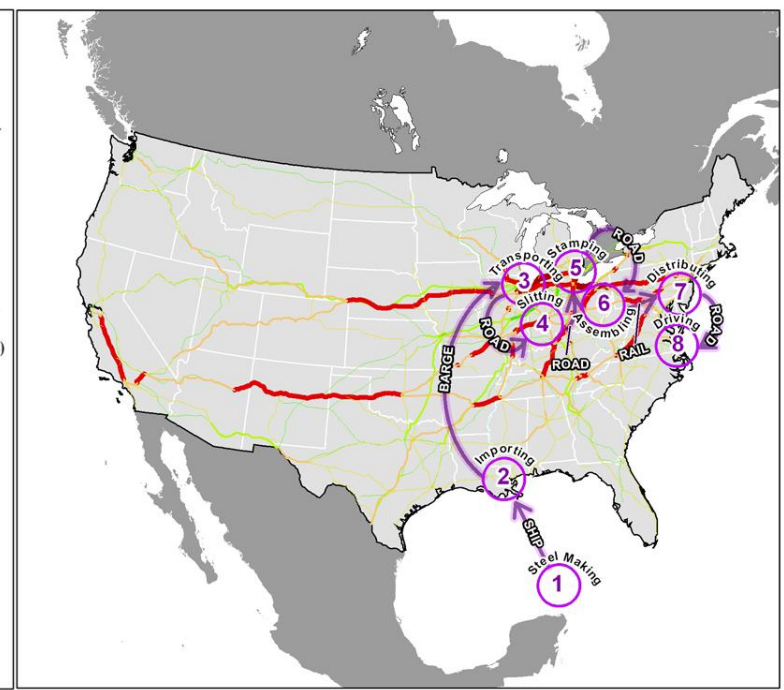 1
Steel Making
SHIP
2
Importing
BARGE
3
Transporting
ROAD
4
Slitting
ROAD
5
Stamping
ROAD
6
Assembling
RAIL
7
Distributing
ROAD
8
Driving
)